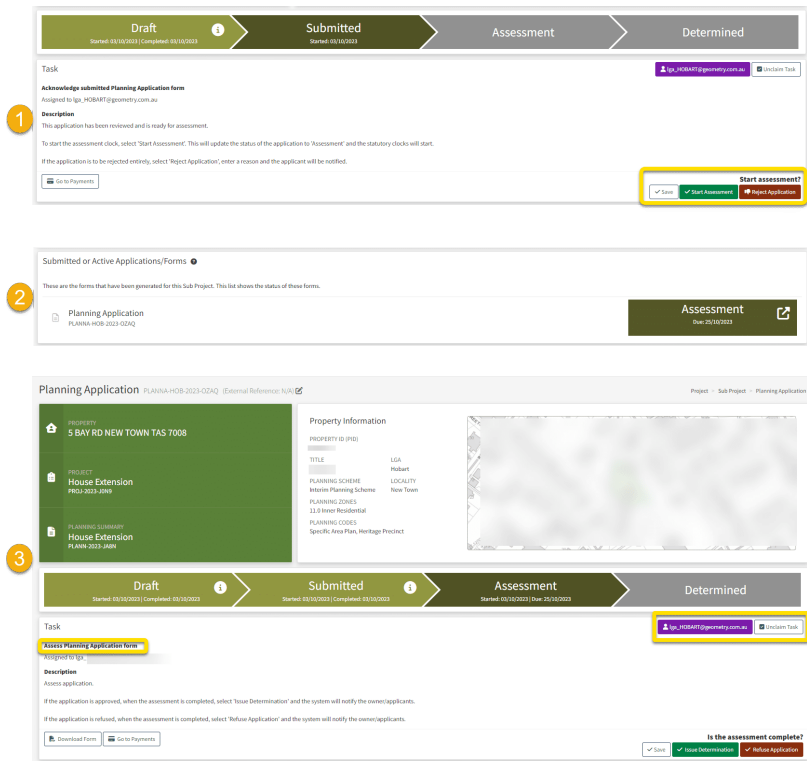 Draft
Started: 03/10/2023 | Completed: 03/10/2023
Submitted
Started: 03/10/2023
Assessment
Determined
1
Task
lga_HOBART@geometry.com.au
Unclaim Task
Acknowledge submitted Planning Application form
Assigned to lga_HOBART@geometry.com.au
Description
This application has been reviewed and is ready for assessment.
To start the assessment clock, select 'Start Assessment'. This will update the status of the application to 'Assessment' and the statutory clocks will start.
If the application is to be rejected entirely, select 'Reject Application', enter a reason and the applicant will be notified.
Go to Payments
Start assessment?
Save
Start Assessment
Reject Application
2
Submitted or Active Applications/Forms
These are the forms that have been generated for this Sub Project. This list shows the status of these forms.
Planning Application
PLANNA-HOB-2023-OZAQ
Assessment
Due: 25/10/2023
3
Planning Application PLANNA-HOB-2023-OZAQ (External Reference: N/A)
Project > Sub Project > Planning Application
PROPERTY
5 BAY RD NEW TOWN TAS 7008
PROJECT
House Extension
PROJ-2023-J0N9
PLANNING SUMMARY
House Extension
PLANN-2023-JA8N
Property Information
PROPERTY ID (PID)
TITLE
LGA
Hobart
PLANNING SCHEME
Interim Planning Scheme
LOCALITY
New Town
PLANNING ZONES
11.0 Inner Residential
PLANNING CODES
Specific Area Plan, Heritage Precinct
Draft
Started: 03/10/2023 | Completed: 03/10/2023
Submitted
Started: 03/10/2023 | Completed: 03/10/2023
Assessment
Started: 03/10/2023 | Due: 25/10/2023
Determined
Task
lga_HOBART@geometry.com.au
Unclaim Task
Assess Planning Application form
Assigned to lga_
Description
Assess application.
If the application is approved, when the assessment is completed, select 'Issue Determination' and the system will notify the owner/applicants.
If the application is refused, when the assessment is completed, select 'Refuse Application' and the system will notify the owner/applicants.
Download Form
Go to Payments
Is the assessment complete?
Save
Issue Determination
Refuse Application